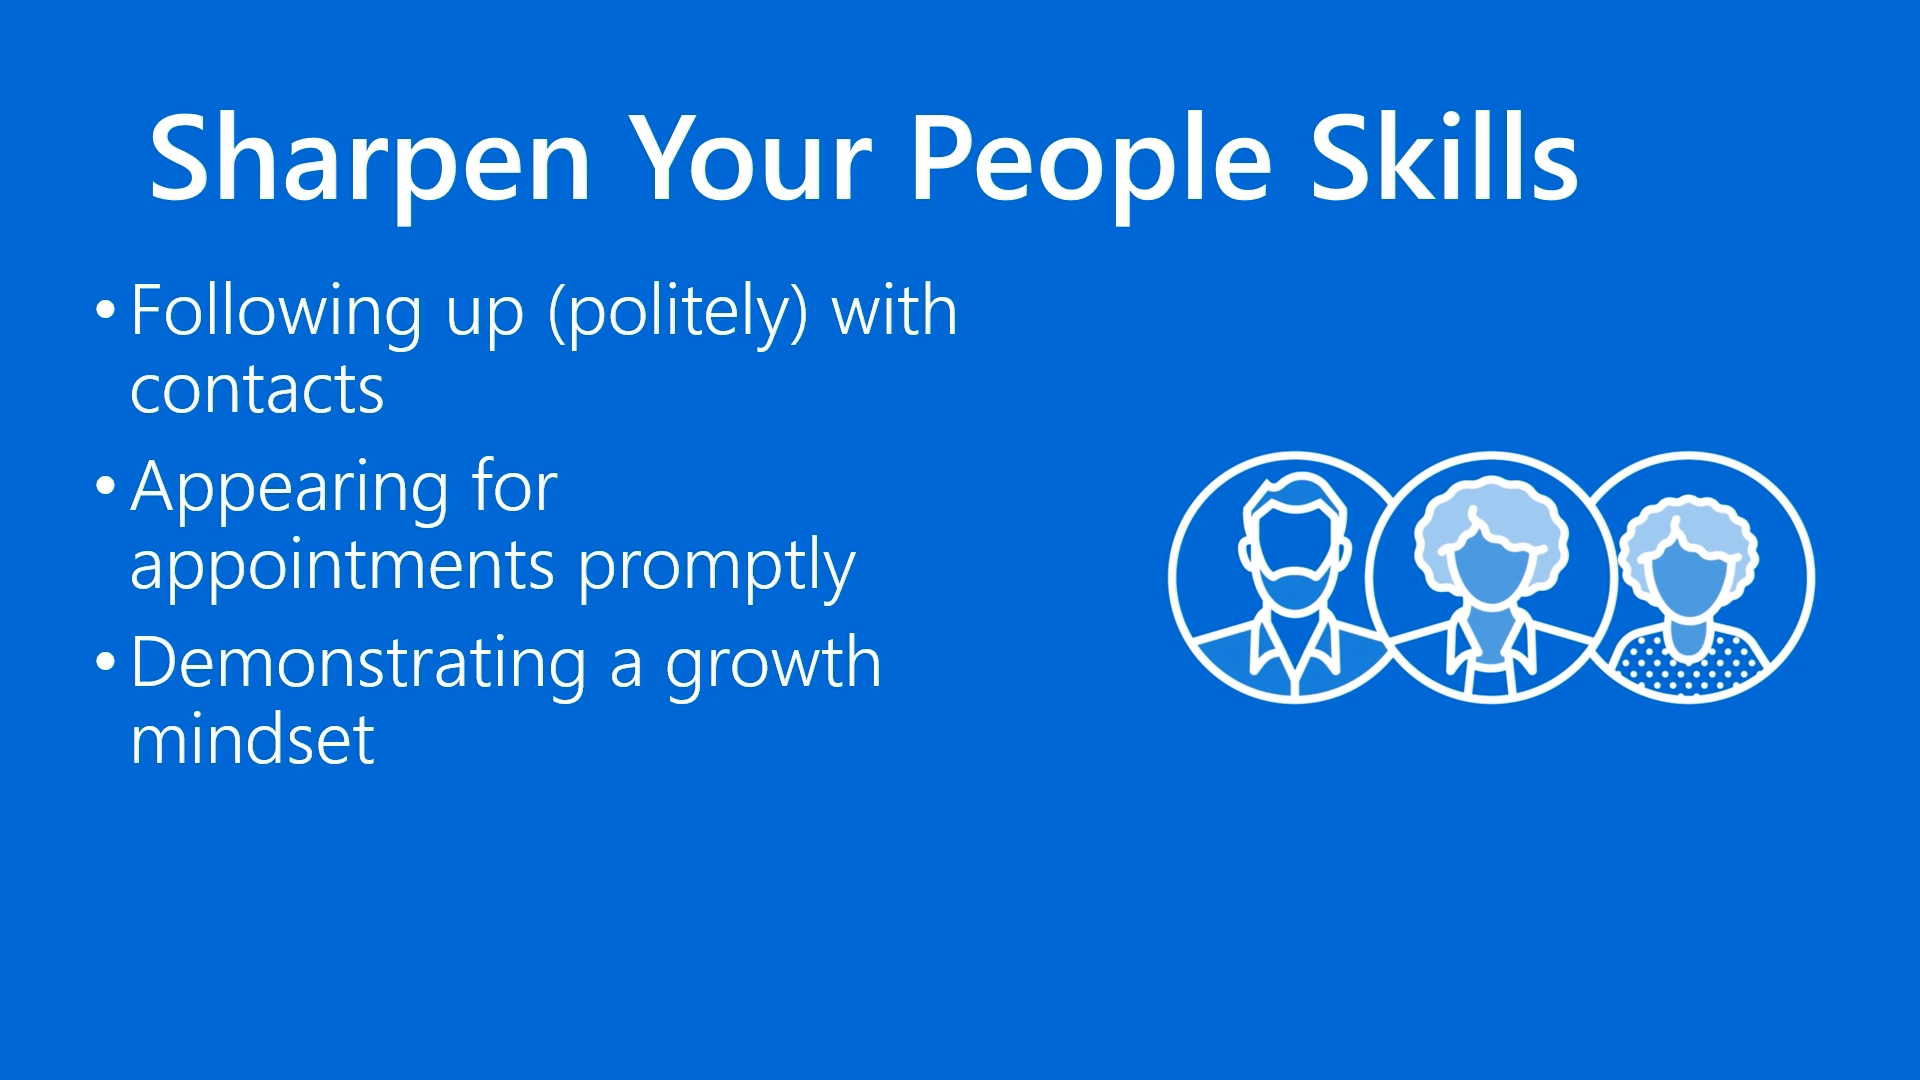 Sharpen Your People Skills
• Following up (politely) with
contacts
• Appearing for
appointments promptly
• Demonstrating a growth
mindset